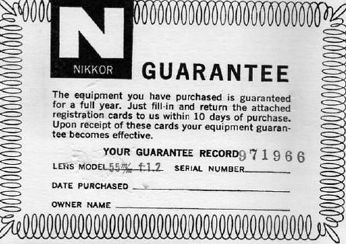 N
NIKKOR
GUARANTEE
The equipment you have purchased is guaranteed
for a full year. Just fill-in and return the attached
registration cards to us within 10 days of purchase.
Upon receipt of these cards your equipment guaran-
tee becomes effective.
YOUR GUARANTEE RECORD 971966
LENS MODEL 55m/m f:1.2 SERIAL NUMBER
DATE PURCHASED
OWNER NAME